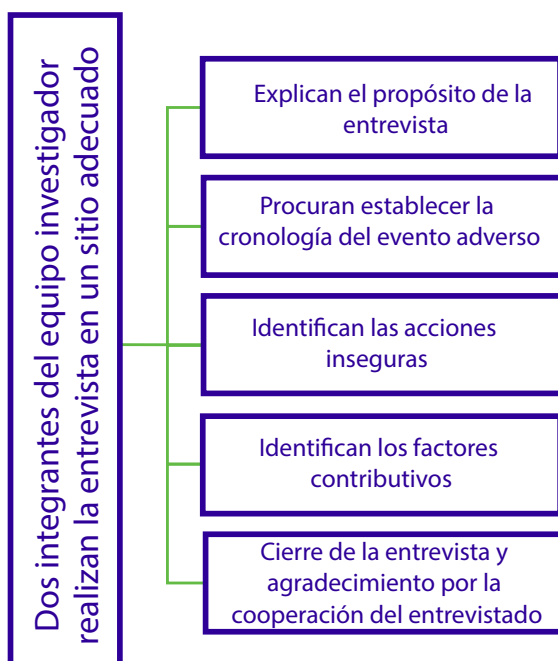 Dos integrantes del equipo investigador
realizan la entrevista en un sitio adecuado
Explican el propósito de la
entrevista
Procuran establecer la
cronología del evento adverso
Identifican las acciones
inseguras
Identifican los factores
contributivos
Cierre de la entrevista y
agradecimiento por la
cooperación del entrevistado